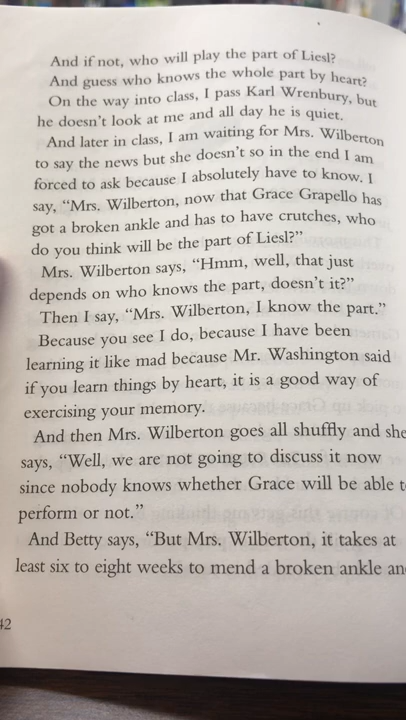 And if not, who will play the part of Liesl?
And guess who knows the whole part by heart?
On the way into class, I pass Karl Wrenbury, but
he doesn't look at me and all day he is quiet.
And later in class, I am waiting for Mrs. Wilberton
to say the news but she doesn't so in the end I am
forced to ask because I absolutely have to know. I
say, “Mrs. Wilberton, now that Grace Grapello has
got a broken ankle and has to have crutches, who
do you think will be the part of Liesl?”
Mrs. Wilberton says, “Hmm, well, that just
depends on who knows the part, doesn't it?”
Then I say, “Mrs. Wilberton, I know the part.”
Because you see I do, because I have been
learning it like mad because Mr. Washington said
if you learn things by heart, it is a good way of
exercising your memory.
And then Mrs. Wilberton goes all shuffly and she
says, “Well, we are not going to discuss it now
since nobody knows whether Grace will be able t
perform or not.”
And Betty says, “But Mrs. Wilberton, it takes at
least six to eight weeks to mend a broken ankle an
42